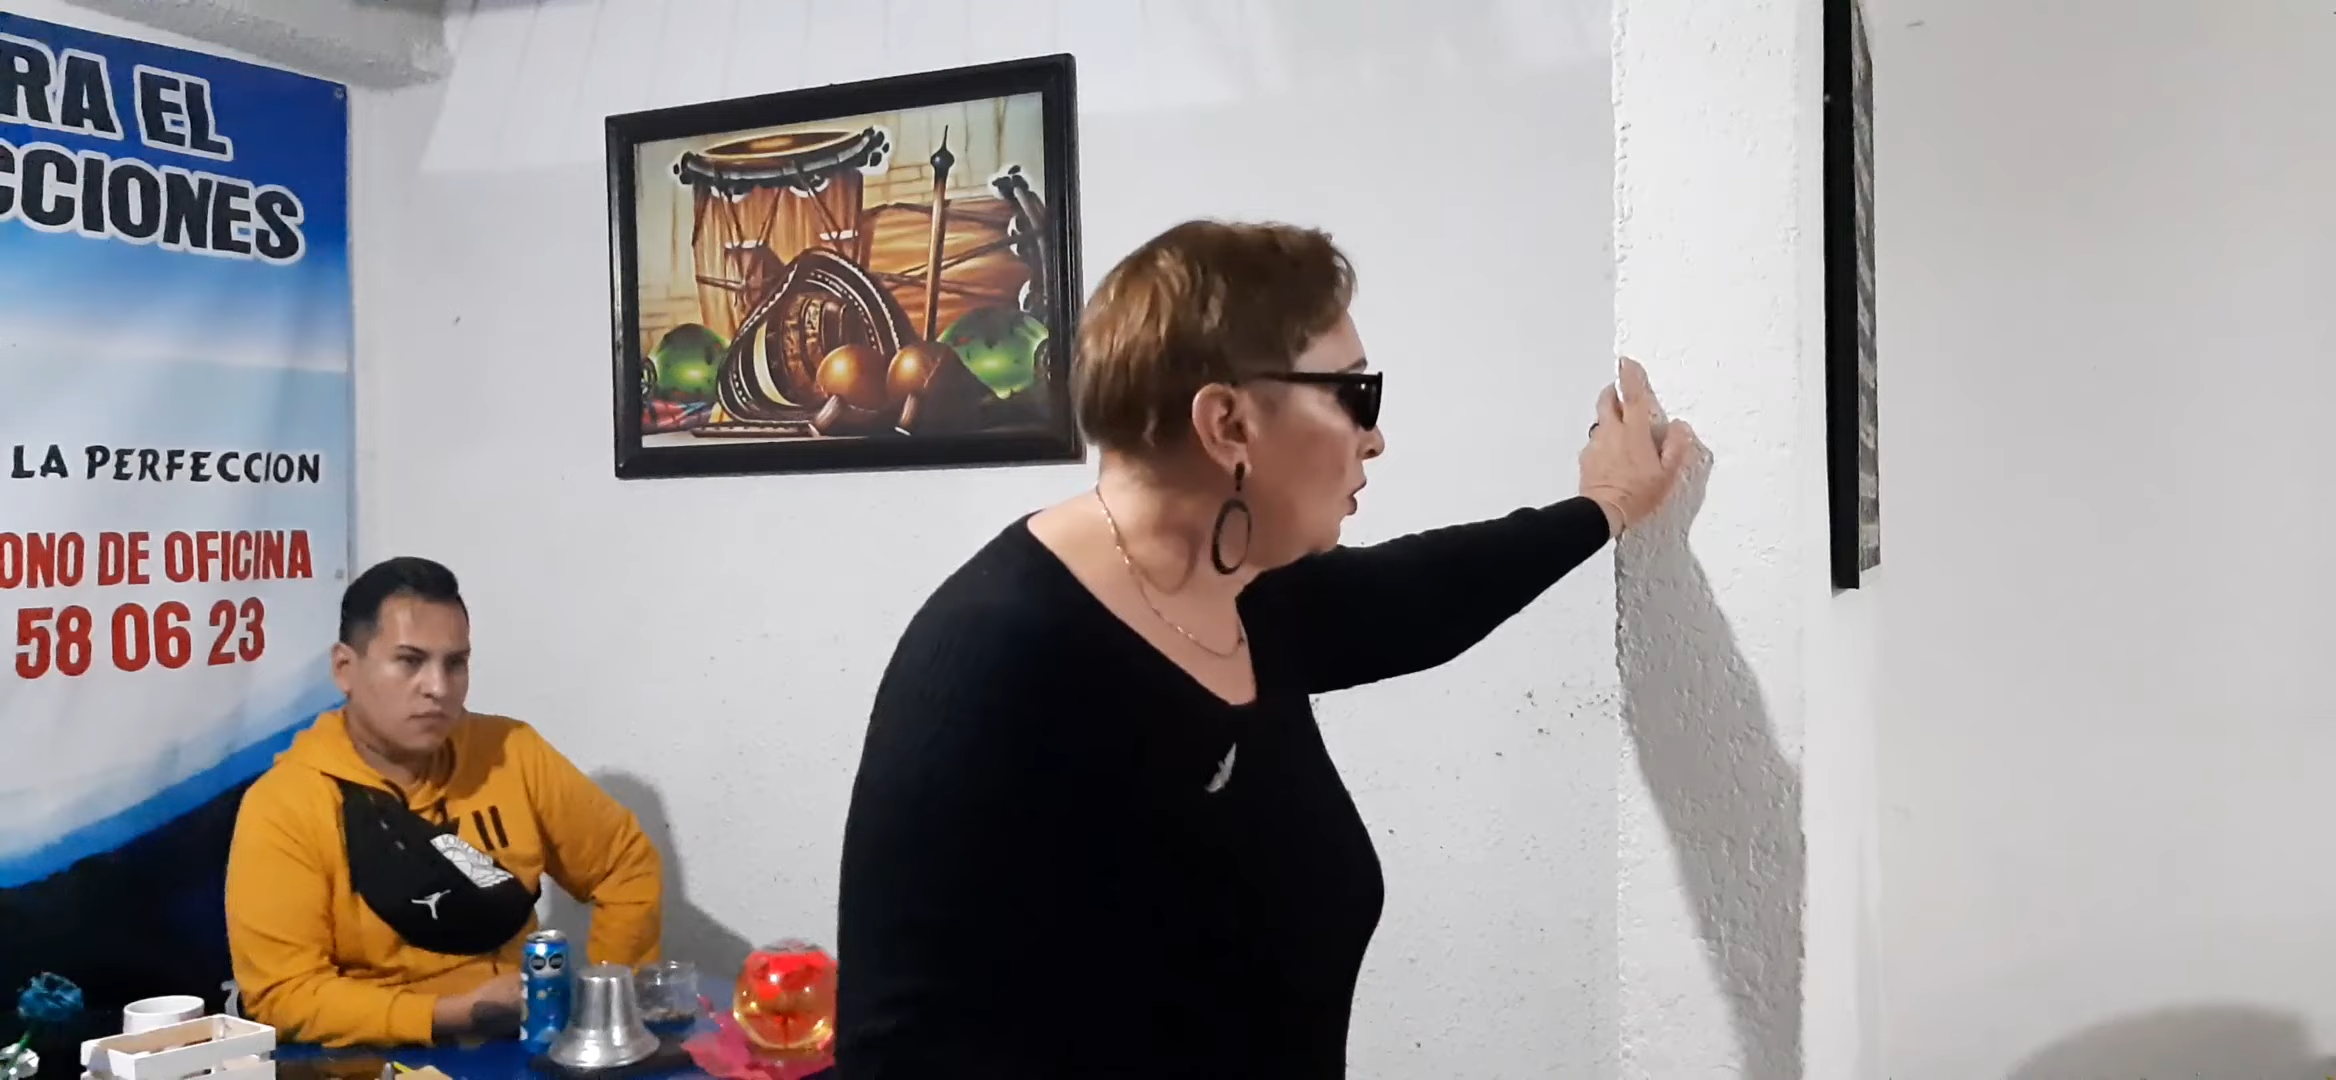 RA EL
CCIONES
LA PERFECCION
ONO DE OFICINA
58 06 23